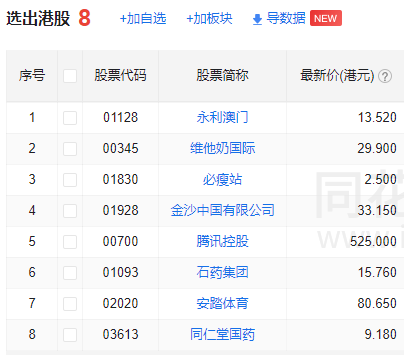 选出港股 8 +加自选 +加板块 导数据 NEW
序号 股票代码 股票简称 最新价(港元) ?
1 01128 永利澳门 13.520
2 00345 维他奶国际 29.900
3 01830 必瘦站 2.500
4 01928 金沙中国有限公司 33.150
5 00700 腾讯控股 525.000
6 01093 石药集团 15.760
7 02020 安踏体育 80.650
8 03613 同仁堂国药 9.180